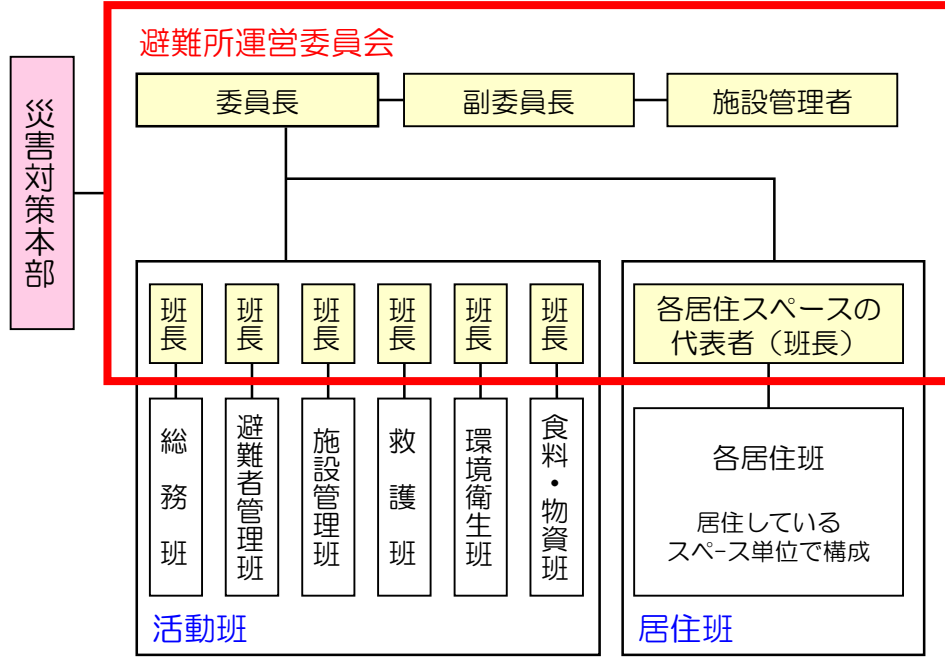 避難所運営委員会
災害対策本部
委員長
副委員長
施設管理者
班長
班長
班長
班長
班長
班長
各居住スペースの
代表者（班長）
総務班
避難者管理班
施設管理班
救護班
環境衛生班
食料・物資班
各居住班
居住している
スペース単位で構成
活動班
居住班